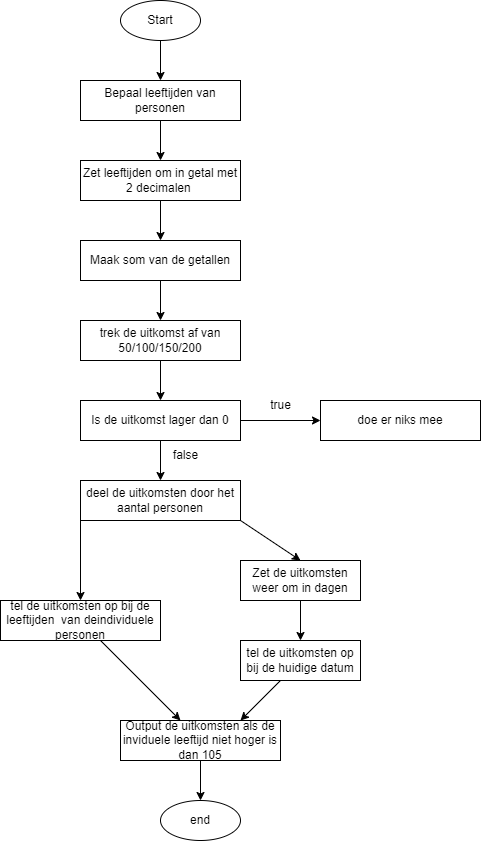 Start
Bepaal leeftijden van
personen
Zet leeftijden om in getal met
2 decimalen
Maak som van de getallen
trek de uitkomst af van
50/100/150/200
Is de uitkomst lager dan 0
true
doe er niks mee
false
deel de uitkomsten door het
aantal personen
Zet de uitkomsten
weer om in dagen
tel de uitkomsten op bij de
leeftijden van deindividuele
personen
tel de uitkomsten op
bij de huidige datum
Output de uitkomsten als de
inviduele leeftijd niet hoger is
dan 105
end